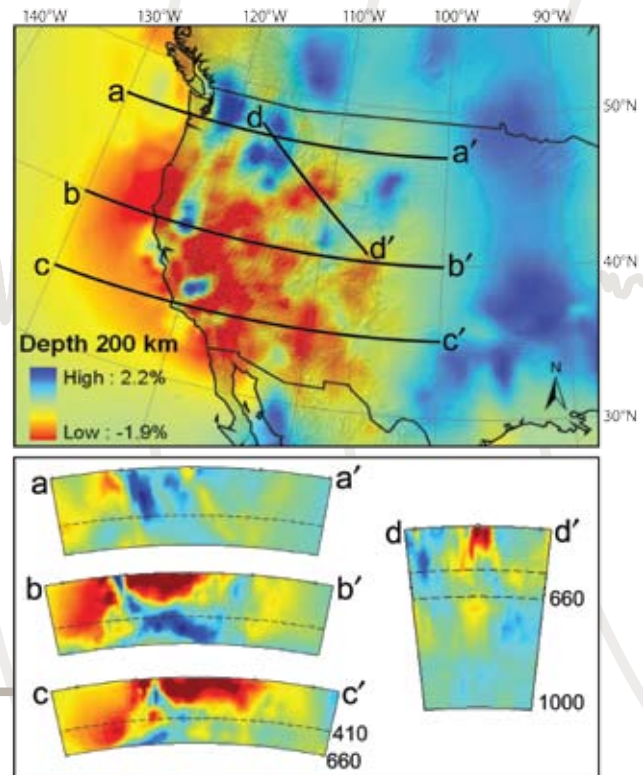 140°W 130°W 120°W 110°W 100°W 90°W
50°N
40°N
30°N
a a′
b b′
c c′
d d′
Depth 200 km
High : 2.2%
Low : -1.9%
N
a a′
b b′
c c′
410
660
d d′
660
1000